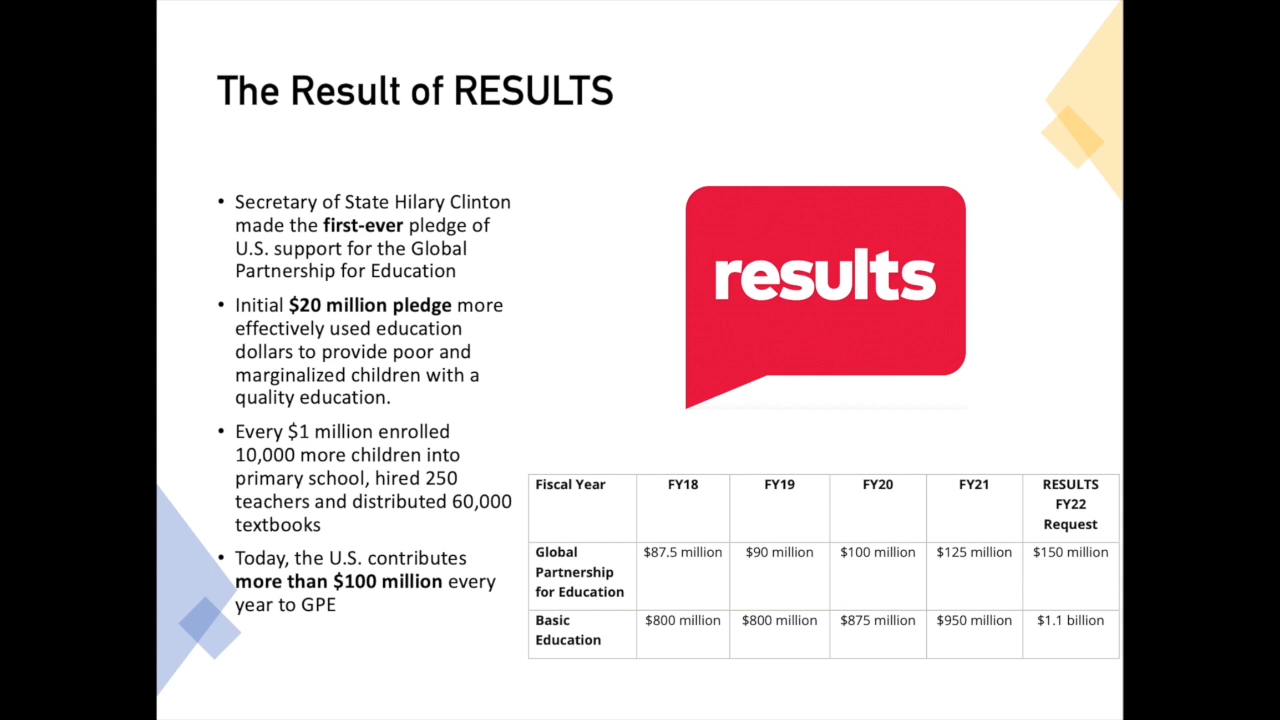 The Result of RESULTS
• Secretary of State Hilary Clinton
made the first-ever pledge of
U.S. support for the Global
Partnership for Education
• Initial $20 million pledge more
effectively used education
dollars to provide poor and
marginalized children with a
quality education.
• Every $1 million enrolled
10,000 more children into
primary school, hired 250
teachers and distributed 60,000
textbooks
• Today, the U.S. contributes
more than $100 million every
year to GPE
results
Fiscal Year FY18 FY19 FY20 FY21 RESULTS
FY22
Request
Global $87.5 million $90 million $100 million $125 million $150 million
Partnership
for Education
Basic $800 million $800 million $875 million $950 million $1.1 billion
Education